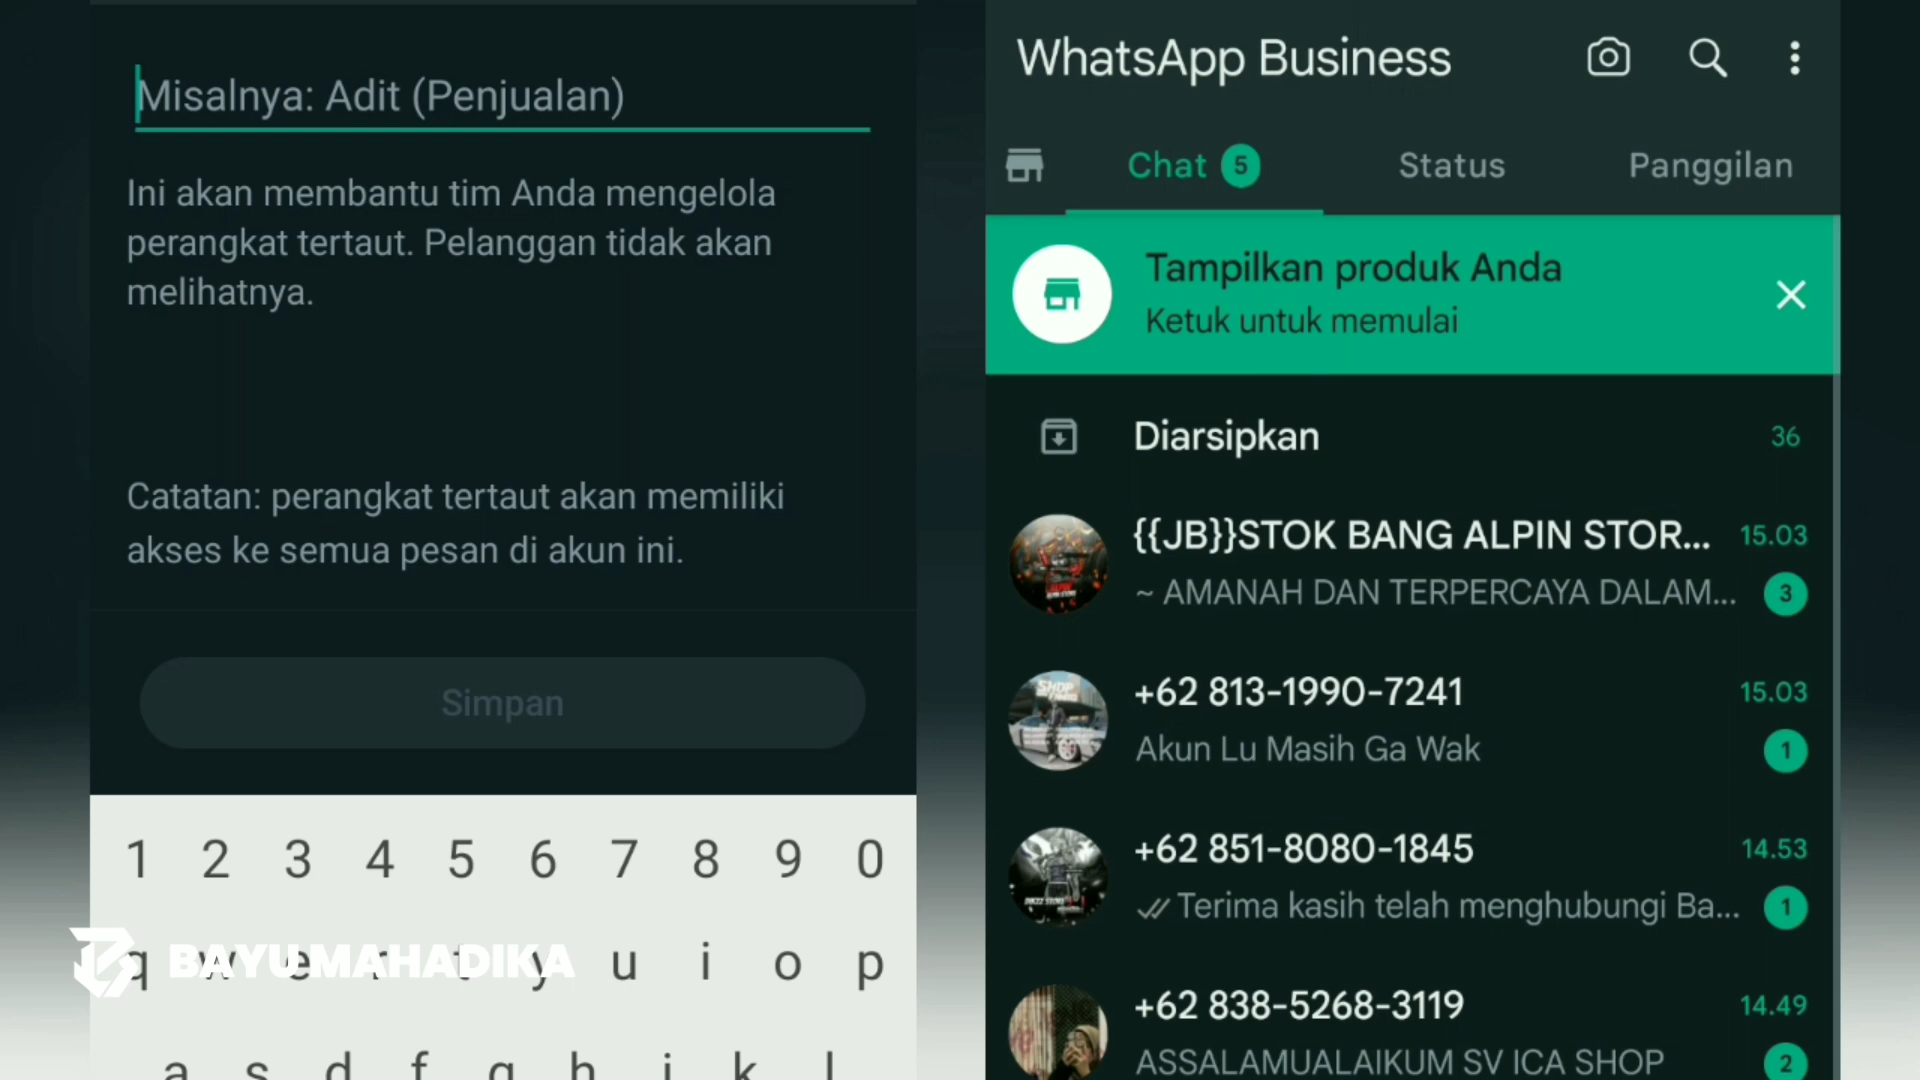 Misalnya: Adit (Penjualan)
Ini akan membantu tim Anda mengelola
perangkat tertaut. Pelanggan tidak akan
melihatnya.
Catatan: perangkat tertaut akan memiliki
akses ke semua pesan di akun ini.
Simpan
1 2 3 4 5 6 7 8 9 0
q w e r t y u i o p
BAYU MAHADIKA
a s d f g h j k l
WhatsApp Business
Chat 5 Status Panggilan
Tampilkan produk Anda
Ketuk untuk memulai
Diarsipkan 36
{{JB}}STOK BANG ALPIN STOR... 15.03
~ AMANAH DAN TERPERCAYA DALAM... 3
+62 813-1990-7241 15.03
Akun Lu Masih Ga Wak 1
+62 851-8080-1845 14.53
Terima kasih telah menghubungi Ba... 1
+62 838-5268-3119 14.49
ASSALAMUALAIKUM SV ICA SHOP 2